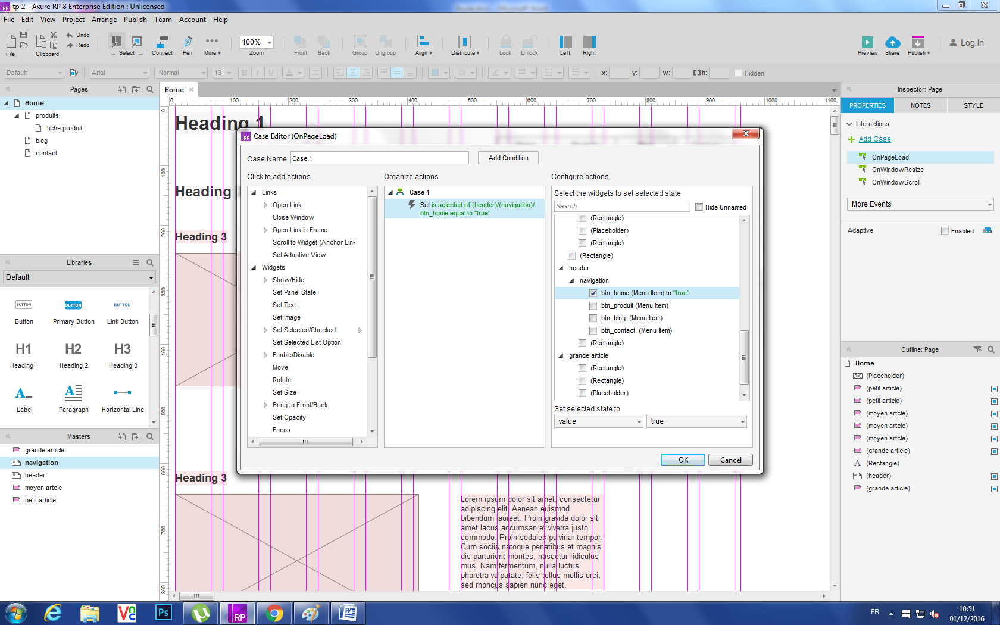 tp 2 - Axure RP 8 Enterprise Edition : Unlicensed
File Edit View Project Arrange Publish Team Account Help
File
Clipboard
Undo
Redo
Select
Connect
Pen
More ▾
100%
Zoom
Front
Back
Group
Ungroup
Align ▾
Distribute ▾
Lock
Unlock
Left
Right
Preview
Share
Publish ▾
Log In
Default
Arial
Normal
13
B I U
x:
y:
w:
h:
Hidden
Pages
Home
produits
fiche produit
blog
contact
Libraries
Default
BUTTON BUTTON BUTTON
Button Primary Button Link Button
H1 H2 H3
Heading 1 Heading 2 Heading 3
Label Paragraph Horizontal Line
Masters
grande article
navigation
header
moyen artcle
petit article
Home
0 100 200 300 400 500 600 700 800 900 1000 1100
0
100
200
300
400
500
600
700
800
Heading 1
Heading
Heading 3
Heading 3
Lorem ipsum dolor sit amet, consectetur
adipiscing elit. Aenean euismod
bibendum laoreet. Proin gravida dolor sit
amet lacus accumsan et viverra justo
commodo. Proin sodales pulvinar tempor.
Cum sociis natoque penatibus et magnis
dis parturient montes, nascetur ridiculus
mus. Nam fermentum, nulla luctus
pharetra vulputate, felis tellus mollis orci,
sed rhoncus sapien nunc eget.
RP Case Editor (OnPageLoad)
Case Name Case 1 Add Condition
Click to add actions
Links
Open Link
Close Window
Open Link in Frame
Scroll to Widget (Anchor Link
Set Adaptive View
Widgets
Show/Hide
Set Panel State
Set Text
Set Image
Set Selected/Checked
Set Selected List Option
Enable/Disable
Move
Rotate
Set Size
Bring to Front/Back
Set Opacity
Focus
Organize actions
Case 1
Set is selected of (header)/(navigation)/
btn_home equal to "true"
Configure actions
Select the widgets to set selected state
Search
Hide Unnamed
(Rectangle)
(Placeholder)
(Rectangle)
(Rectangle)
header
navigation
btn_home (Menu Item) to "true"
btn_produit (Menu Item)
btn_blog (Menu Item)
btn_contact (Menu Item)
(Rectangle)
grande article
(Rectangle)
(Rectangle)
(Placeholder)
Set selected state to
value true
OK Cancel
Inspector: Page
PROPERTIES NOTES STYLE
Interactions
Add Case
OnPageLoad
OnWindowResize
OnWindowScroll
More Events
Adaptive Enabled
Outline: Page
Home
(Placeholder)
(petit article)
(petit article)
(moyen artcle)
(moyen artcle)
(moyen artcle)
(grande article)
(Rectangle)
(header)
(grande article)
Ps
RP
FR
10:51
01/12/2016